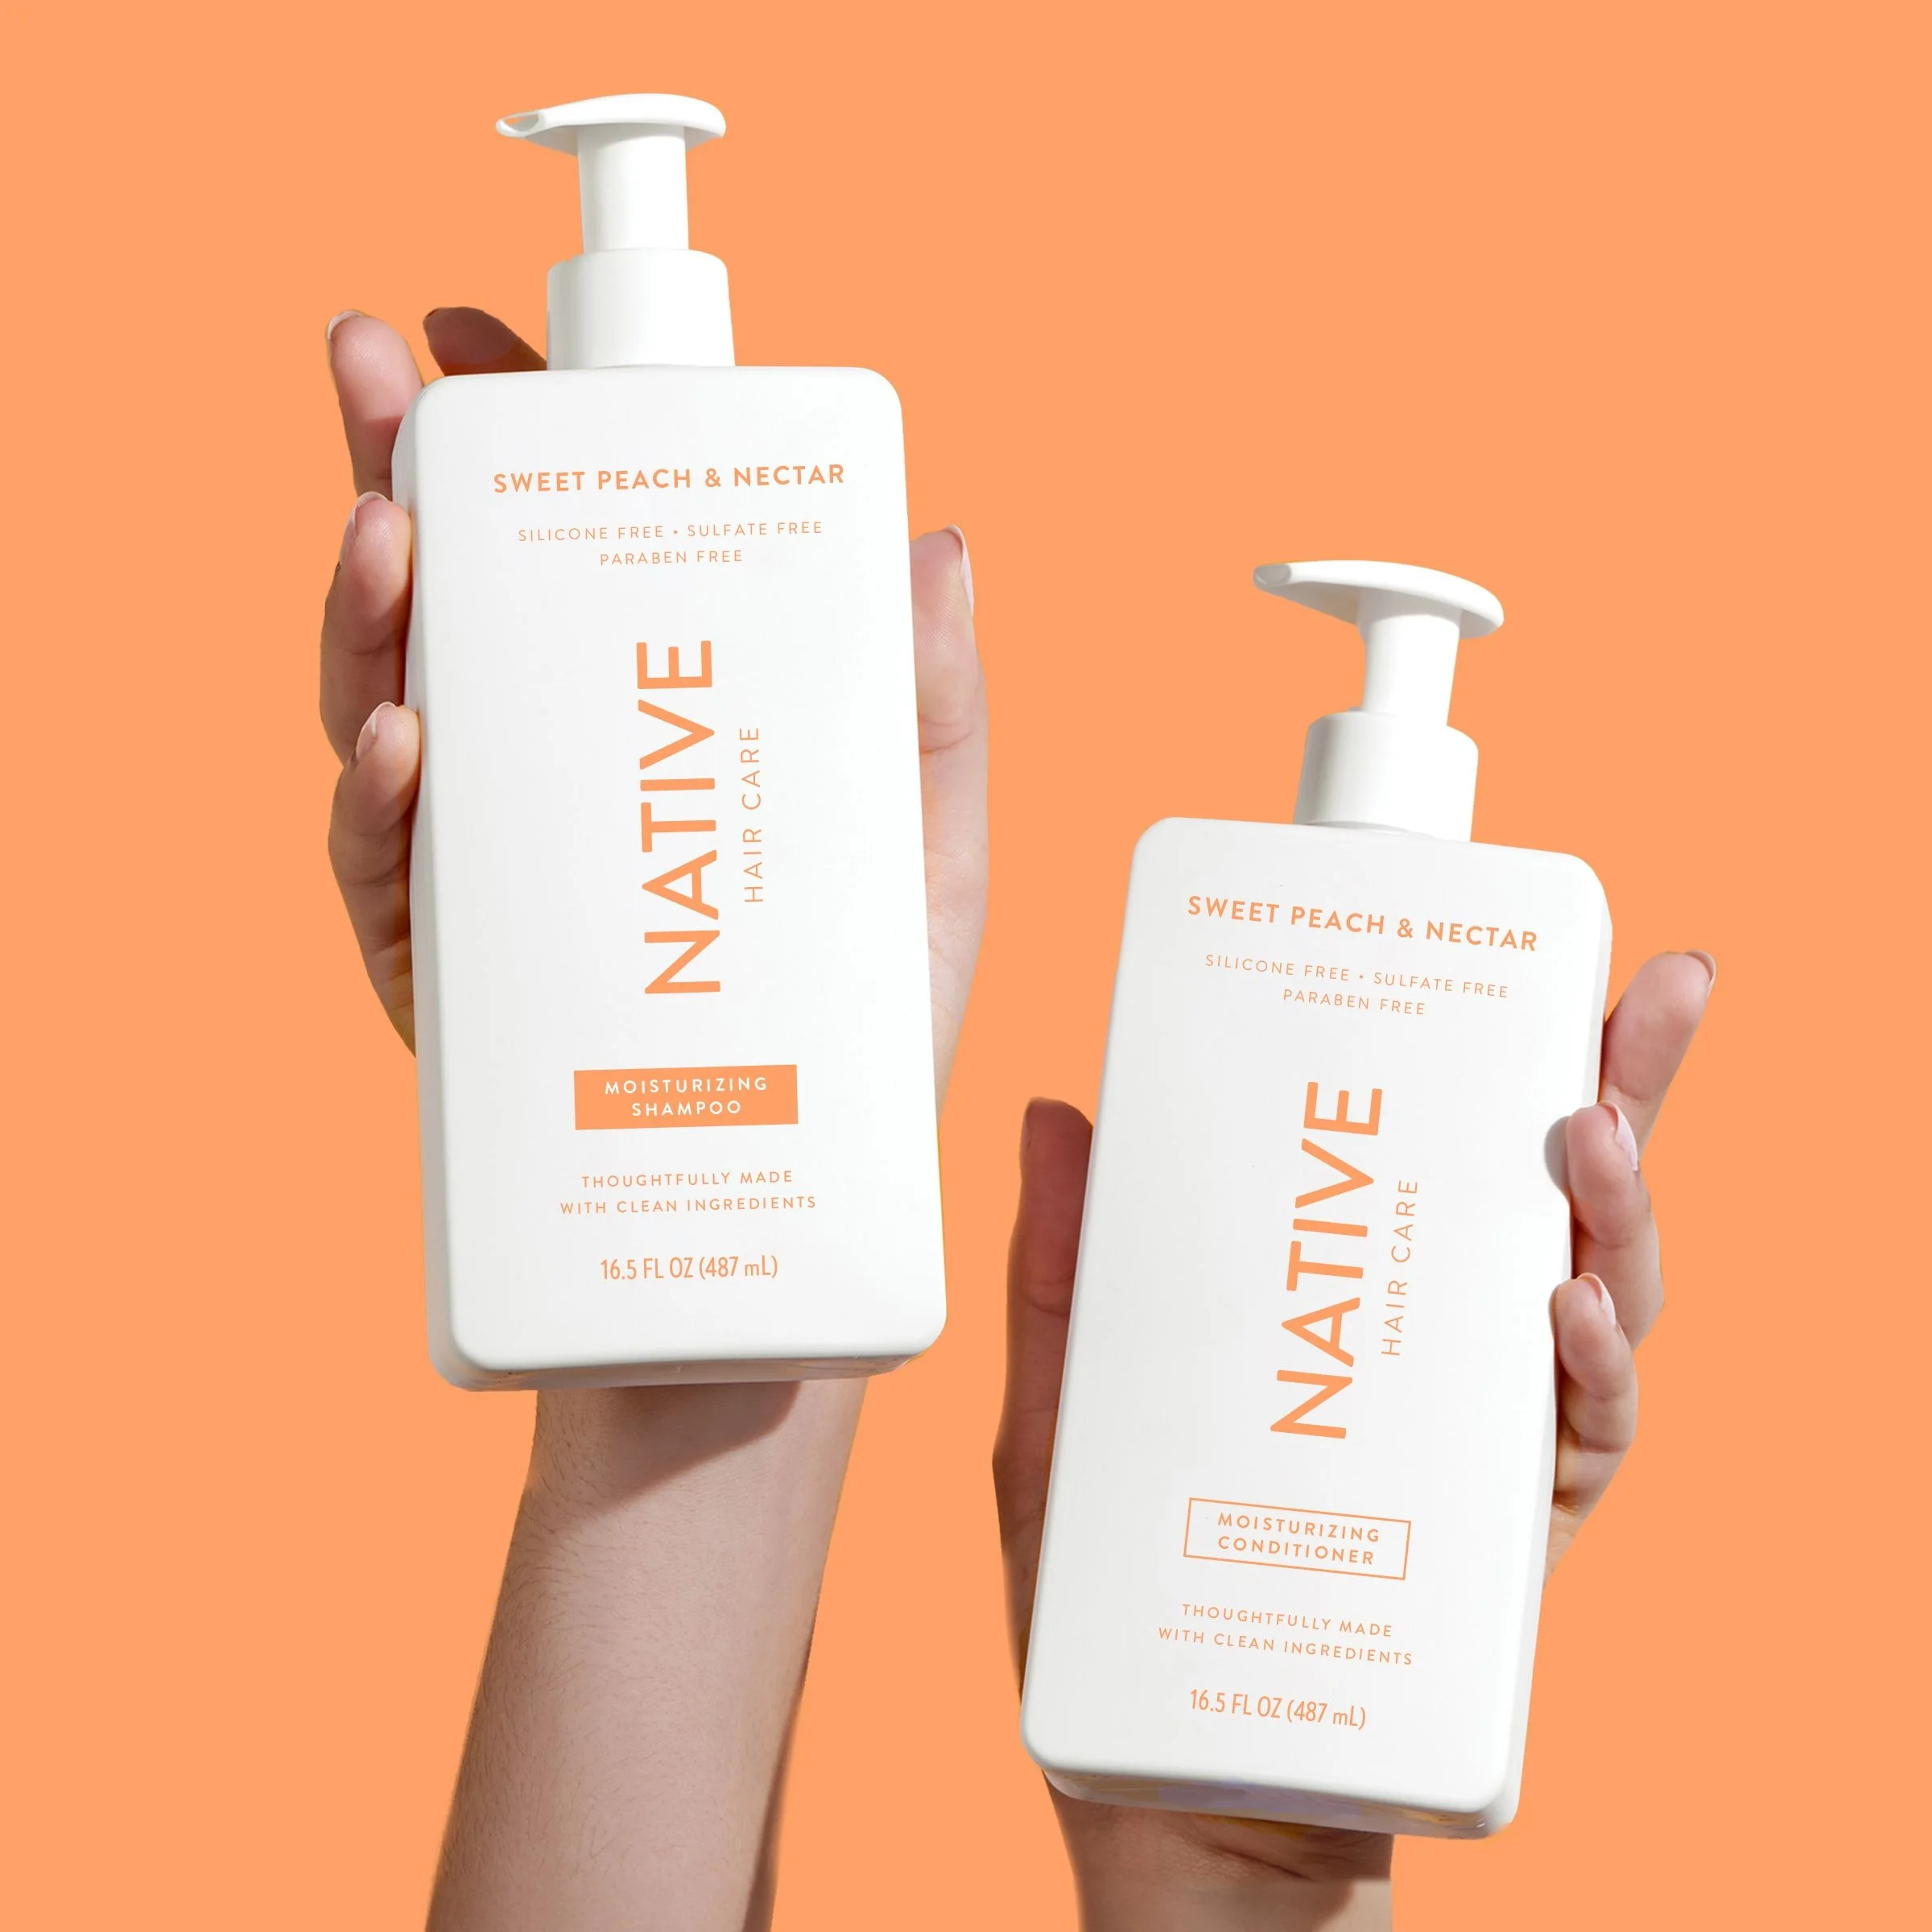 SWEET PEACH & NECTAR
SILICONE FREE • SULFATE FREE
PARABEN FREE
NATIVE
HAIR CARE
MOISTURIZING
SHAMPOO
THOUGHTFULLY MADE
WITH CLEAN INGREDIENTS
16.5 FL OZ (487 mL)
SWEET PEACH & NECTAR
SILICONE FREE • SULFATE FREE
PARABEN FREE
NATIVE
HAIR CARE
MOISTURIZING
CONDITIONER
THOUGHTFULLY MADE
WITH CLEAN INGREDIENTS
16.5 FL OZ (487 mL)